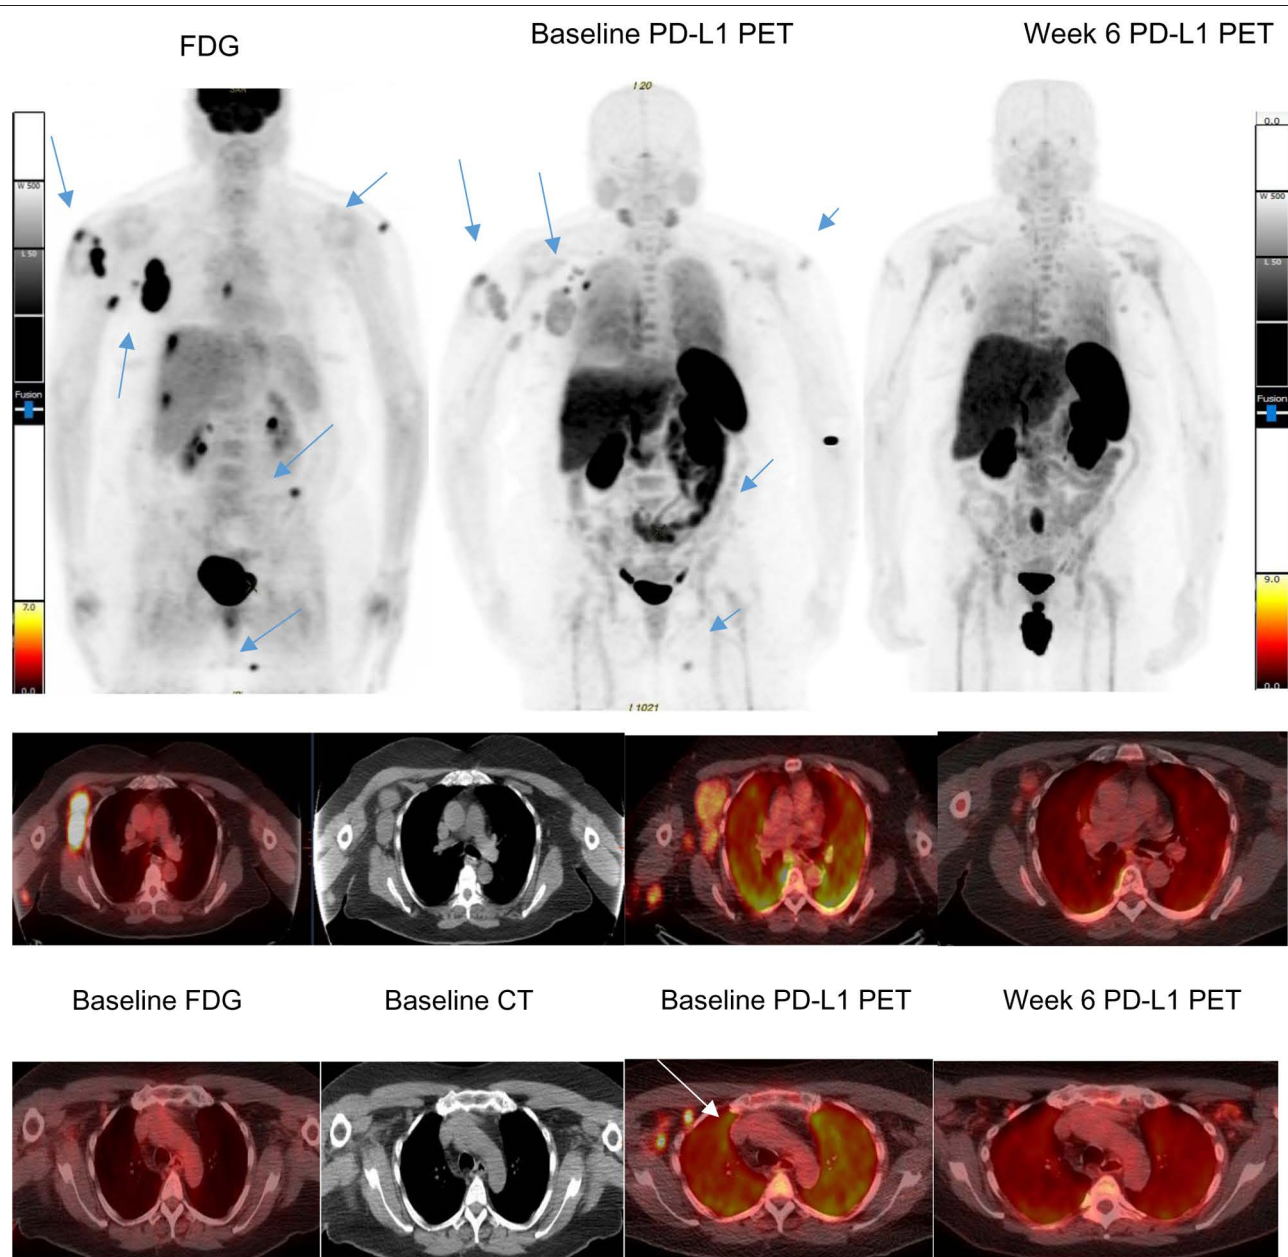 FDG
Baseline PD-L1 PET
Week 6 PD-L1 PET
I 20
0.0
W 500
W 500
L 50
L 50
Fusion
Fusion
7.0
9.0
0.0
0.0
I 1021
Baseline FDG
Baseline CT
Baseline PD-L1 PET
Week 6 PD-L1 PET